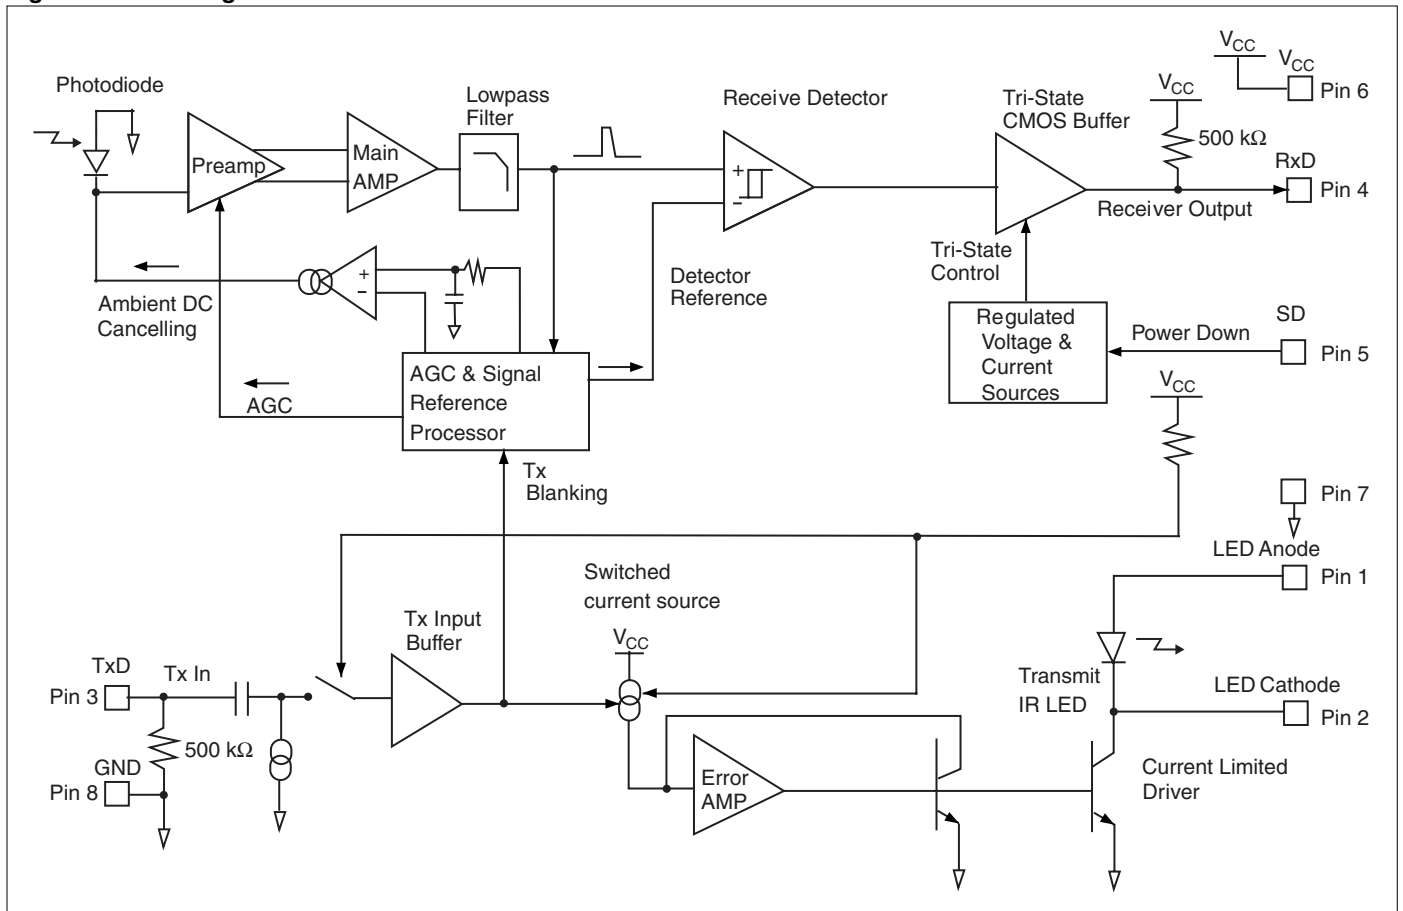 Photodiode
Preamp
Main
AMP
Lowpass
Filter
Receive Detector
+
−
Tri-State
CMOS Buffer
VCC
500 kΩ
VCC
VCC
Pin 6
RxD
Pin 4
Receiver Output
Tri-State
Control
Detector
Reference
+
−
Ambient DC
Cancelling
Regulated
Voltage &
Current
Sources
Power Down
SD
Pin 5
AGC & Signal
Reference
Processor
AGC
VCC
Tx
Blanking
Pin 7
LED Anode
Pin 1
Switched
current source
VCC
Tx Input
Buffer
TxD
Tx In
Pin 3
500 kΩ
GND
Pin 8
Transmit
IR LED
LED Cathode
Pin 2
Error
AMP
Current Limited
Driver